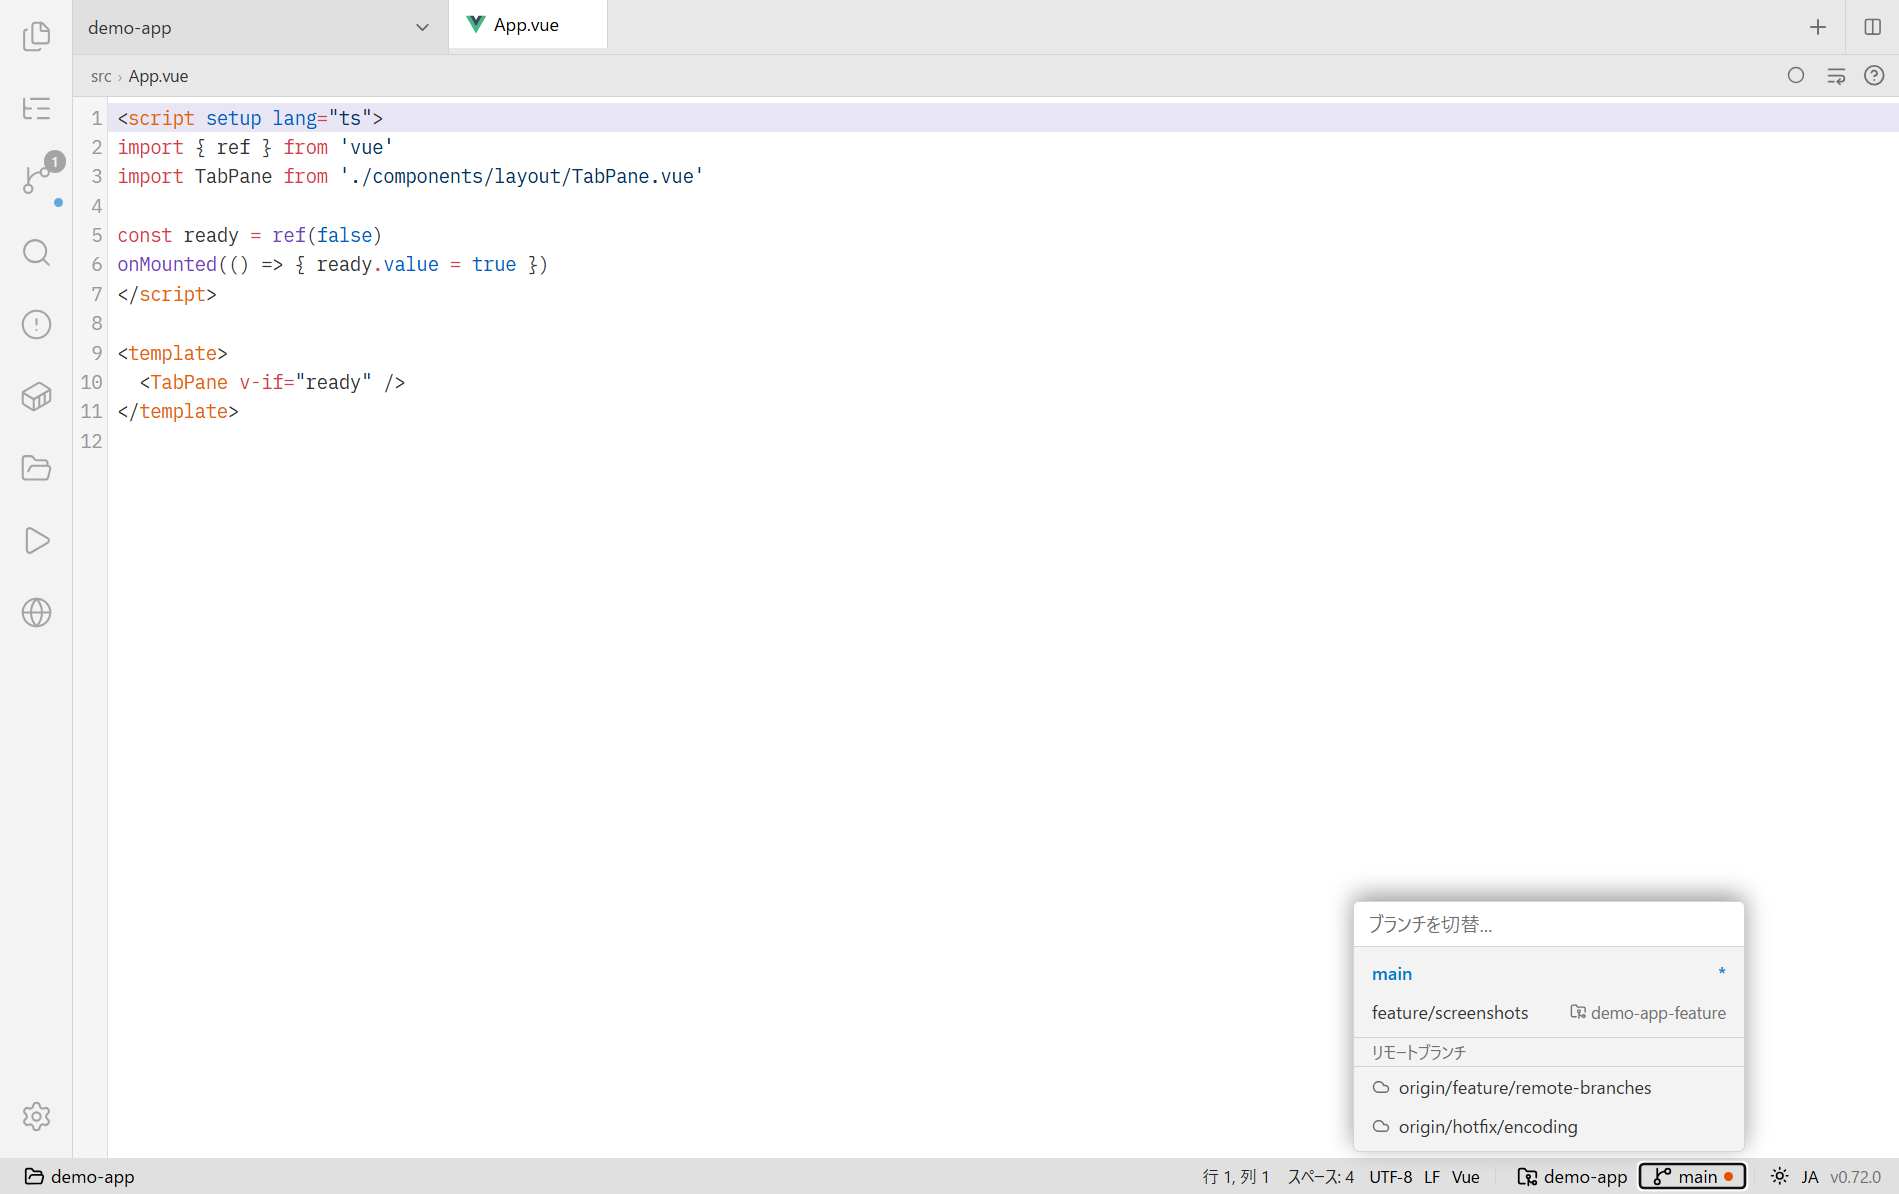 demo-app
App.vue
src › App.vue
1
1 <script setup lang="ts">
2 import { ref } from 'vue'
3 import TabPane from './components/layout/TabPane.vue'
4
5 const ready = ref(false)
6 onMounted(() => { ready.value = true })
7 </script>
8
9 <template>
10   <TabPane v-if="ready" />
11 </template>
12
ブランチを切替...
main *
feature/screenshots demo-app-feature
リモートブランチ
origin/feature/remote-branches
origin/hotfix/encoding
demo-app 行 1, 列 1 スペース: 4 UTF-8 LF Vue demo-app main JA v0.72.0